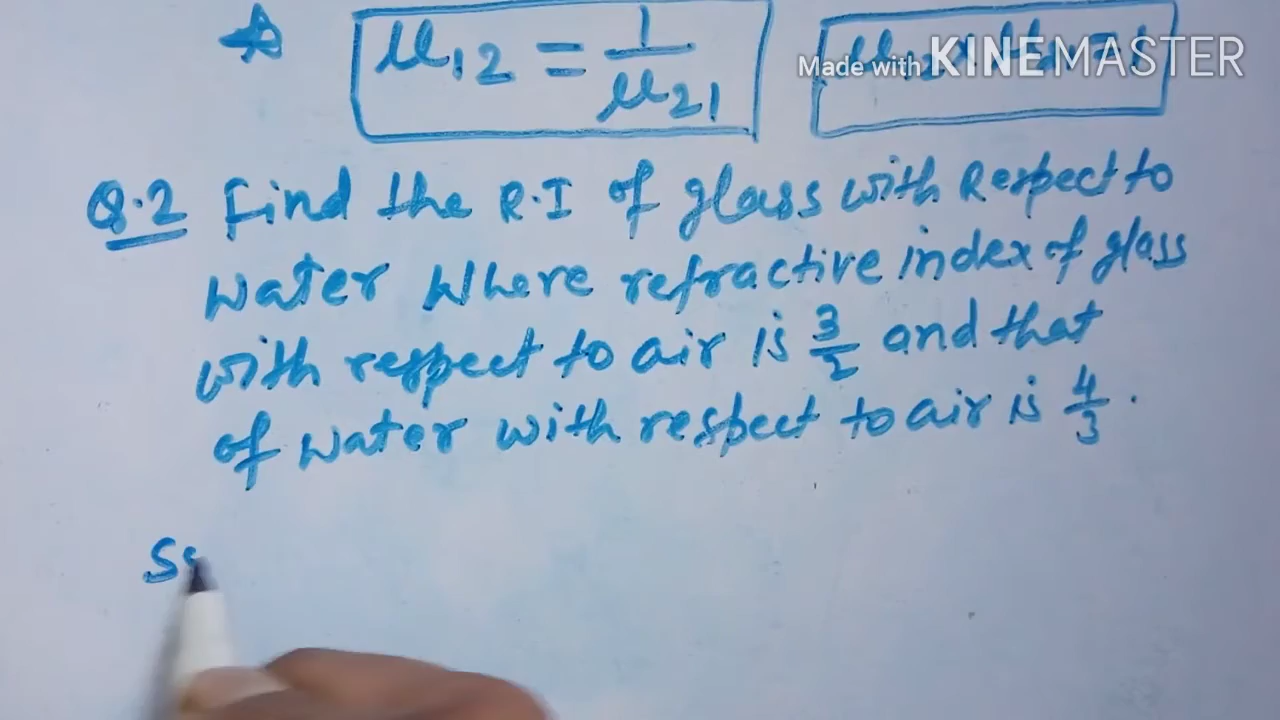 μ₁₂ = 1/μ₂₁
Made with KINEMASTER
Q.2 Find the R.I of glass with Respect to
water where refractive index of glass
with respect to air is 3/2 and that
of water with respect to air is 4/3.